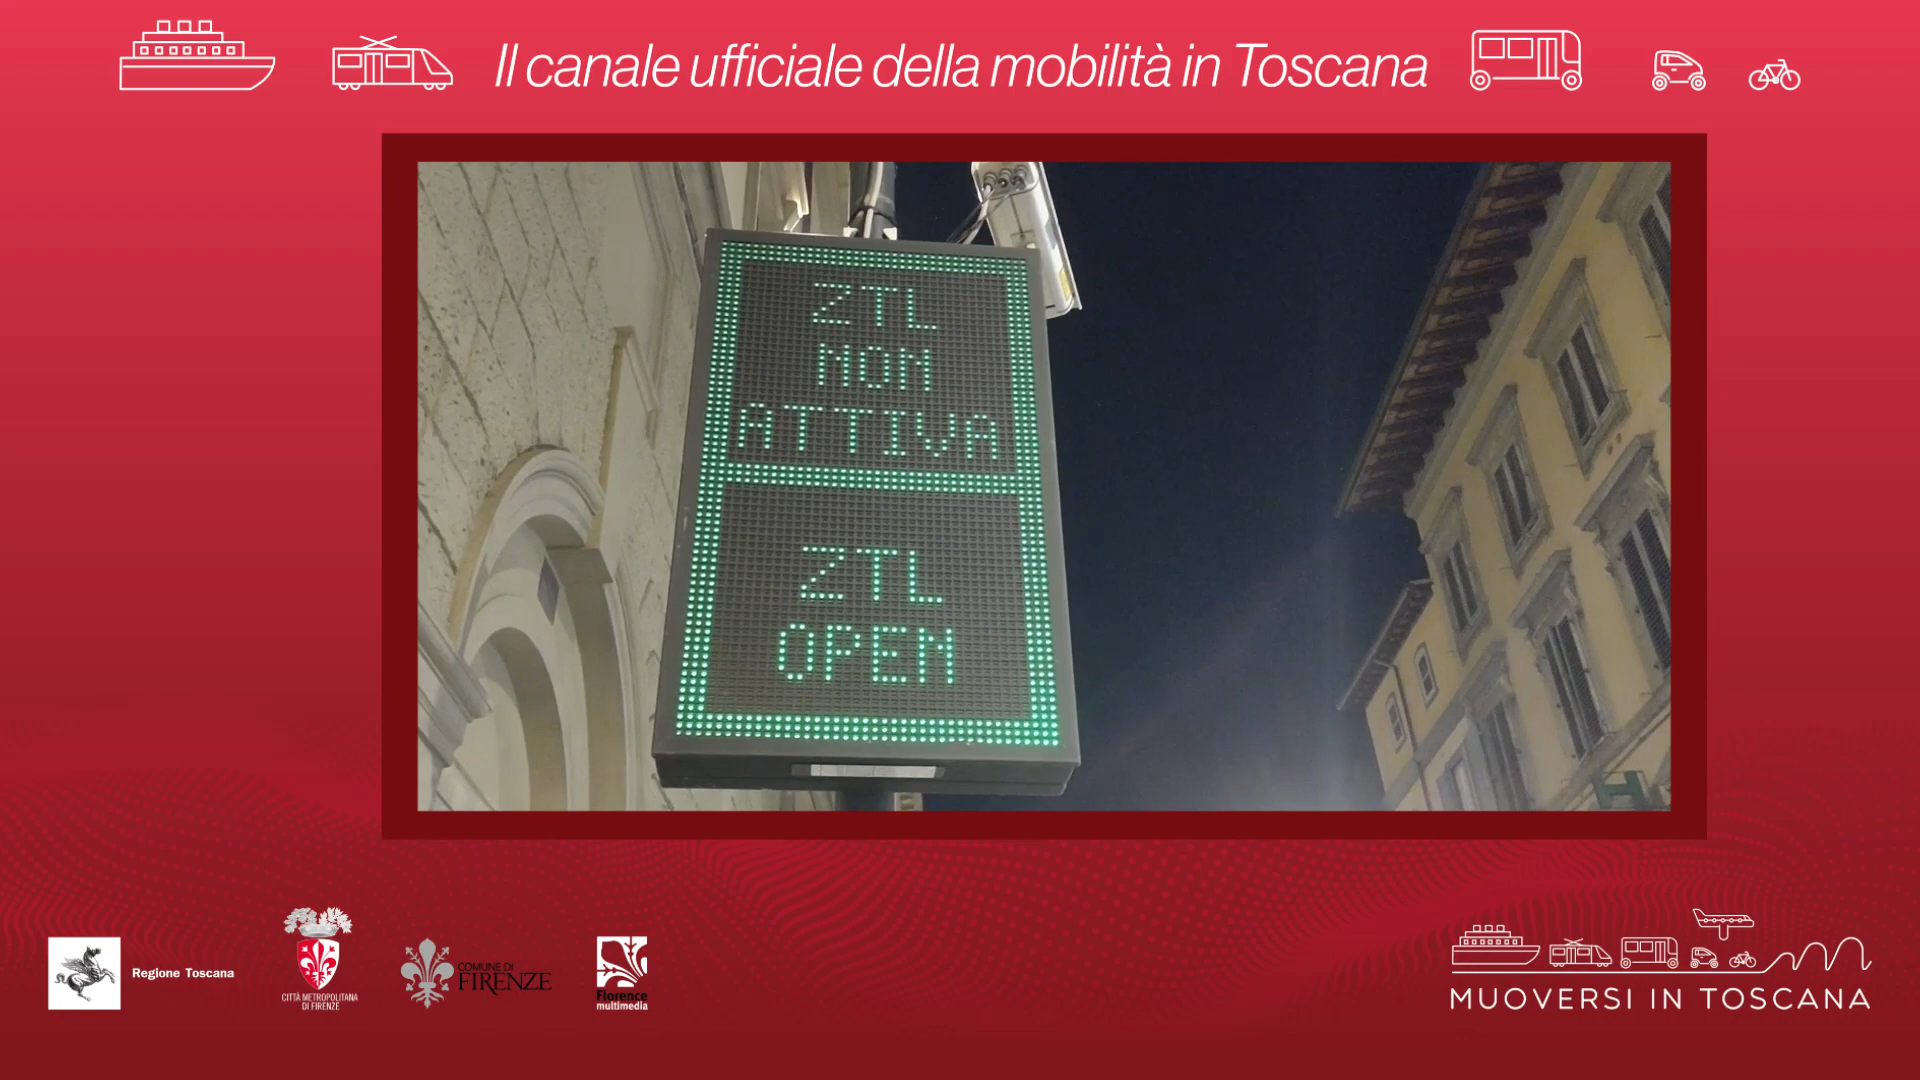 Il canale ufficiale della mobilità in Toscana
ZTL
NON
ATTIVA
ZTL
OPEN
Regione Toscana
CITTÀ METROPOLITANA
DI FIRENZE
COMUNE DI
FIRENZE
Florence
multimedia
MUOVERSI IN TOSCANA